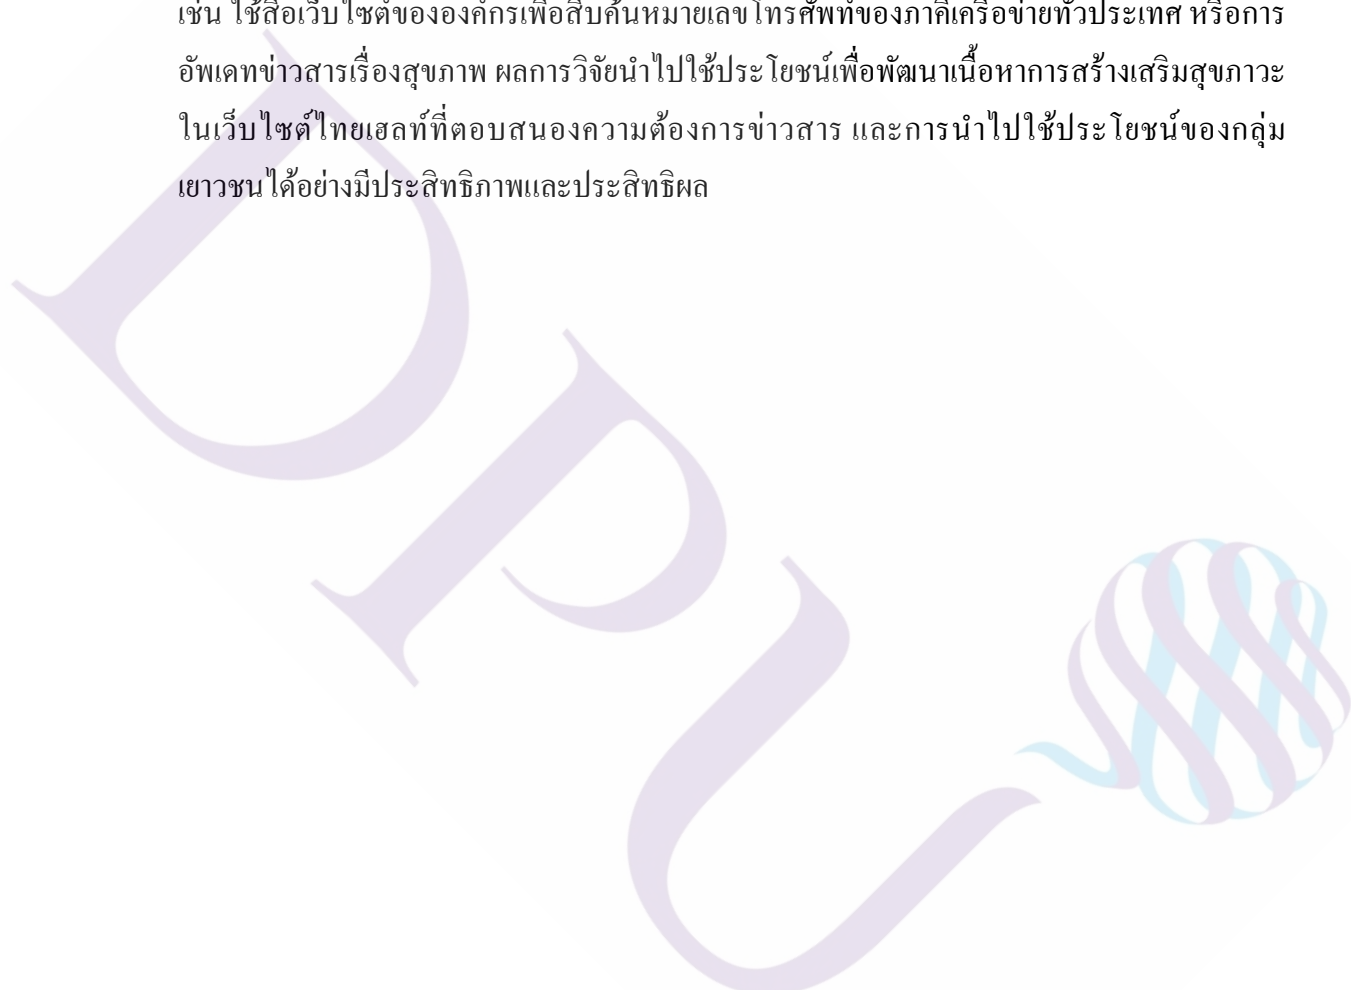 เช่น ใช้สื่อเว็บไซต์ขององค์กรเพื่อสืบค้นหมายเลขโทรศัพท์ของภาคีเครือข่ายทั่วประเทศ หรือการ
อัพเดทข่าวสารเรื่องสุขภาพ ผลการวิจัยนำไปใช้ประโยชน์เพื่อพัฒนาเนื้อหาการสร้างเสริมสุขภาวะ
ในเว็บไซต์ไทยเฮลท์ที่ตอบสนองความต้องการข่าวสาร และการนำไปใช้ประโยชน์ของกลุ่ม
เยาวชนได้อย่างมีประสิทธิภาพและประสิทธิผล
DPU